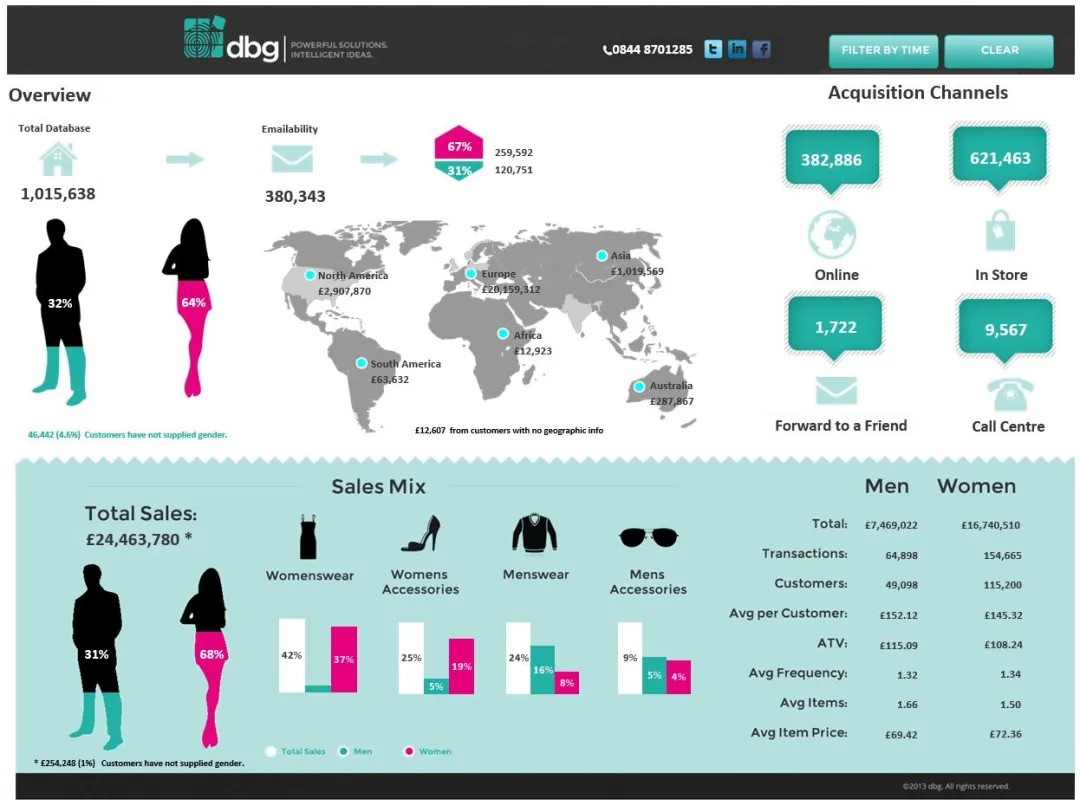 dbg
POWERFUL SOLUTIONS.
INTELLIGENT IDEAS.
0844 8701285
FILTER BY TIME
CLEAR
Overview
Total Database
1,015,638
Emailability
380,343
67%
259,592
31%
120,751
32%
64%
46,442 (4.6%) Customers have not supplied gender.
North America
£2,907,870
Europe
£20,159,312
Asia
£1,019,569
Africa
£12,923
South America
£63,632
Australia
£287,867
£12,607 from customers with no geographic info
Acquisition Channels
382,886
Online
621,463
In Store
1,722
Forward to a Friend
9,567
Call Centre
Total Sales:
£24,463,780 *
31%
68%
* £254,248 (1%) Customers have not supplied gender.
Sales Mix
Womenswear
42%
37%
Womens
Accessories
25%
5%
19%
Menswear
24%
16%
8%
Mens
Accessories
9%
5%
4%
Total Sales
Men
Women
Men Women
Total: £7,469,022 £16,740,510
Transactions: 64,898 154,665
Customers: 49,098 115,200
Avg per Customer: £152.12 £145.32
ATV: £115.09 £108.24
Avg Frequency: 1.32 1.34
Avg Items: 1.66 1.50
Avg Item Price: £69.42 £72.36
©2013 dbg. All rights reserved.